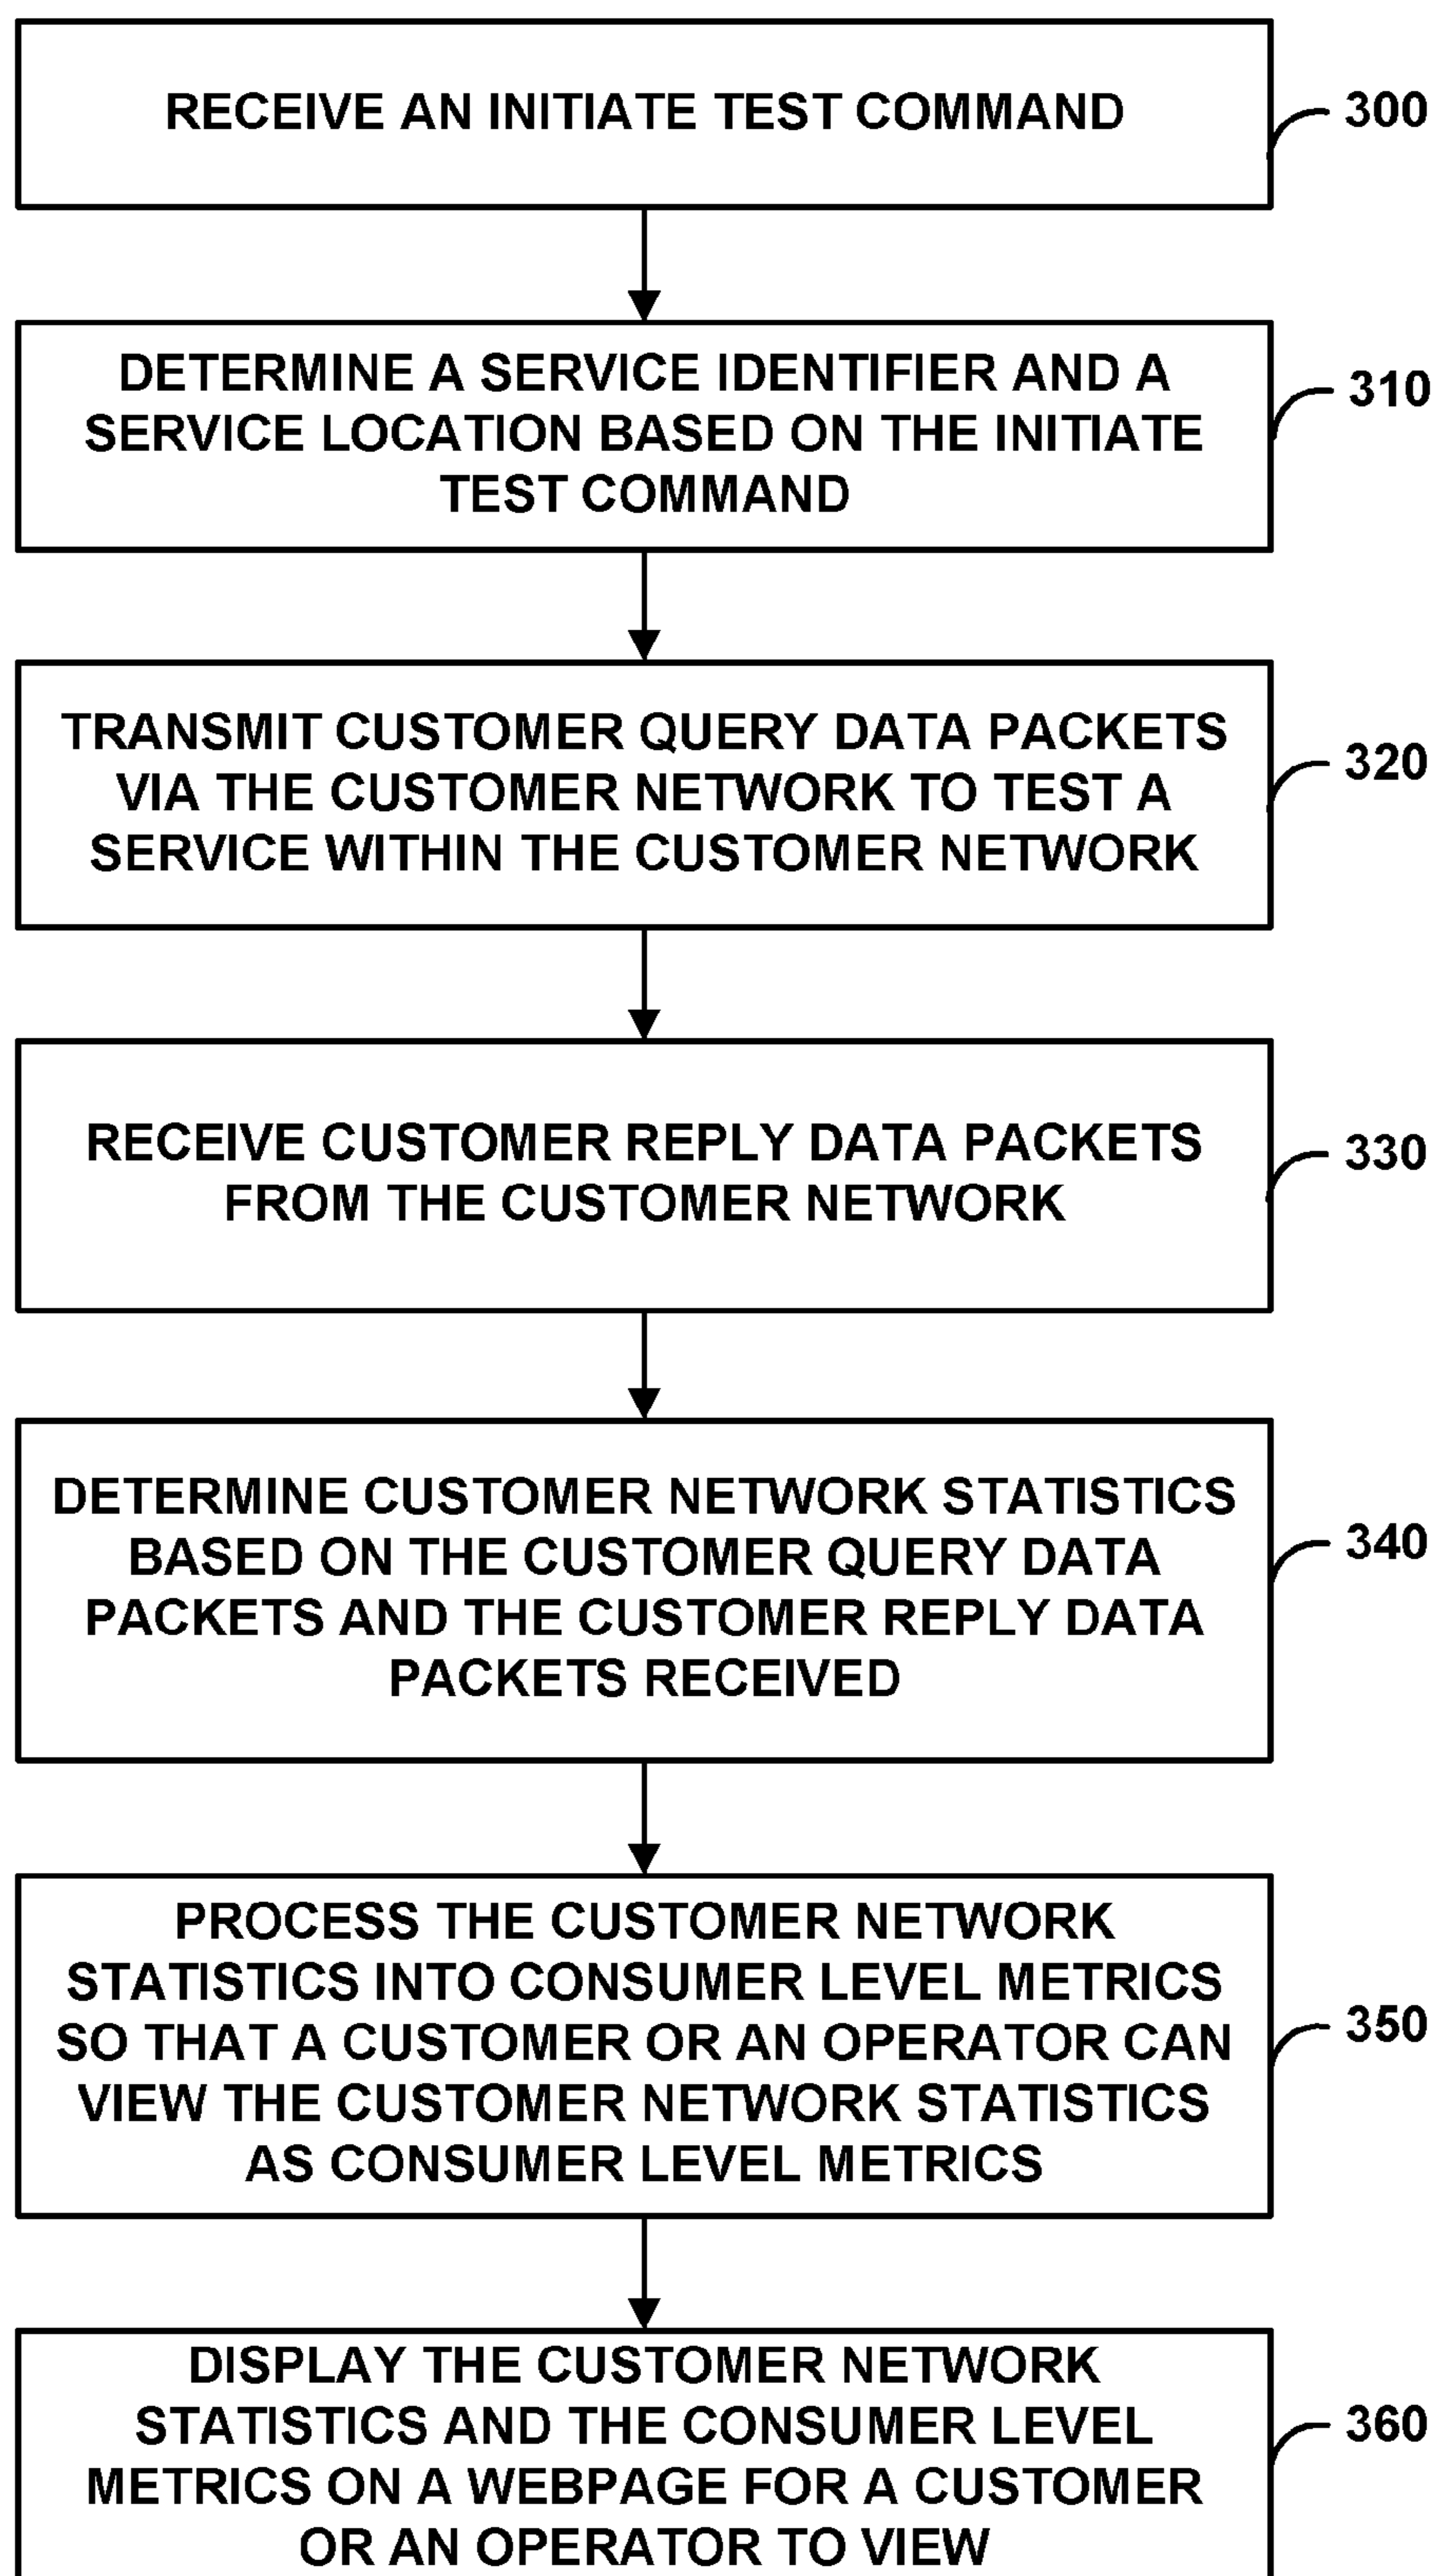 RECEIVE AN INITIATE TEST COMMAND
300
DETERMINE A SERVICE IDENTIFIER AND A
SERVICE LOCATION BASED ON THE INITIATE
TEST COMMAND
310
TRANSMIT CUSTOMER QUERY DATA PACKETS
VIA THE CUSTOMER NETWORK TO TEST A
SERVICE WITHIN THE CUSTOMER NETWORK
320
RECEIVE CUSTOMER REPLY DATA PACKETS
FROM THE CUSTOMER NETWORK
330
DETERMINE CUSTOMER NETWORK STATISTICS
BASED ON THE CUSTOMER QUERY DATA
PACKETS AND THE CUSTOMER REPLY DATA
PACKETS RECEIVED
340
PROCESS THE CUSTOMER NETWORK
STATISTICS INTO CONSUMER LEVEL METRICS
SO THAT A CUSTOMER OR AN OPERATOR CAN
VIEW THE CUSTOMER NETWORK STATISTICS
AS CONSUMER LEVEL METRICS
350
DISPLAY THE CUSTOMER NETWORK
STATISTICS AND THE CONSUMER LEVEL
METRICS ON A WEBPAGE FOR A CUSTOMER
OR AN OPERATOR TO VIEW
360